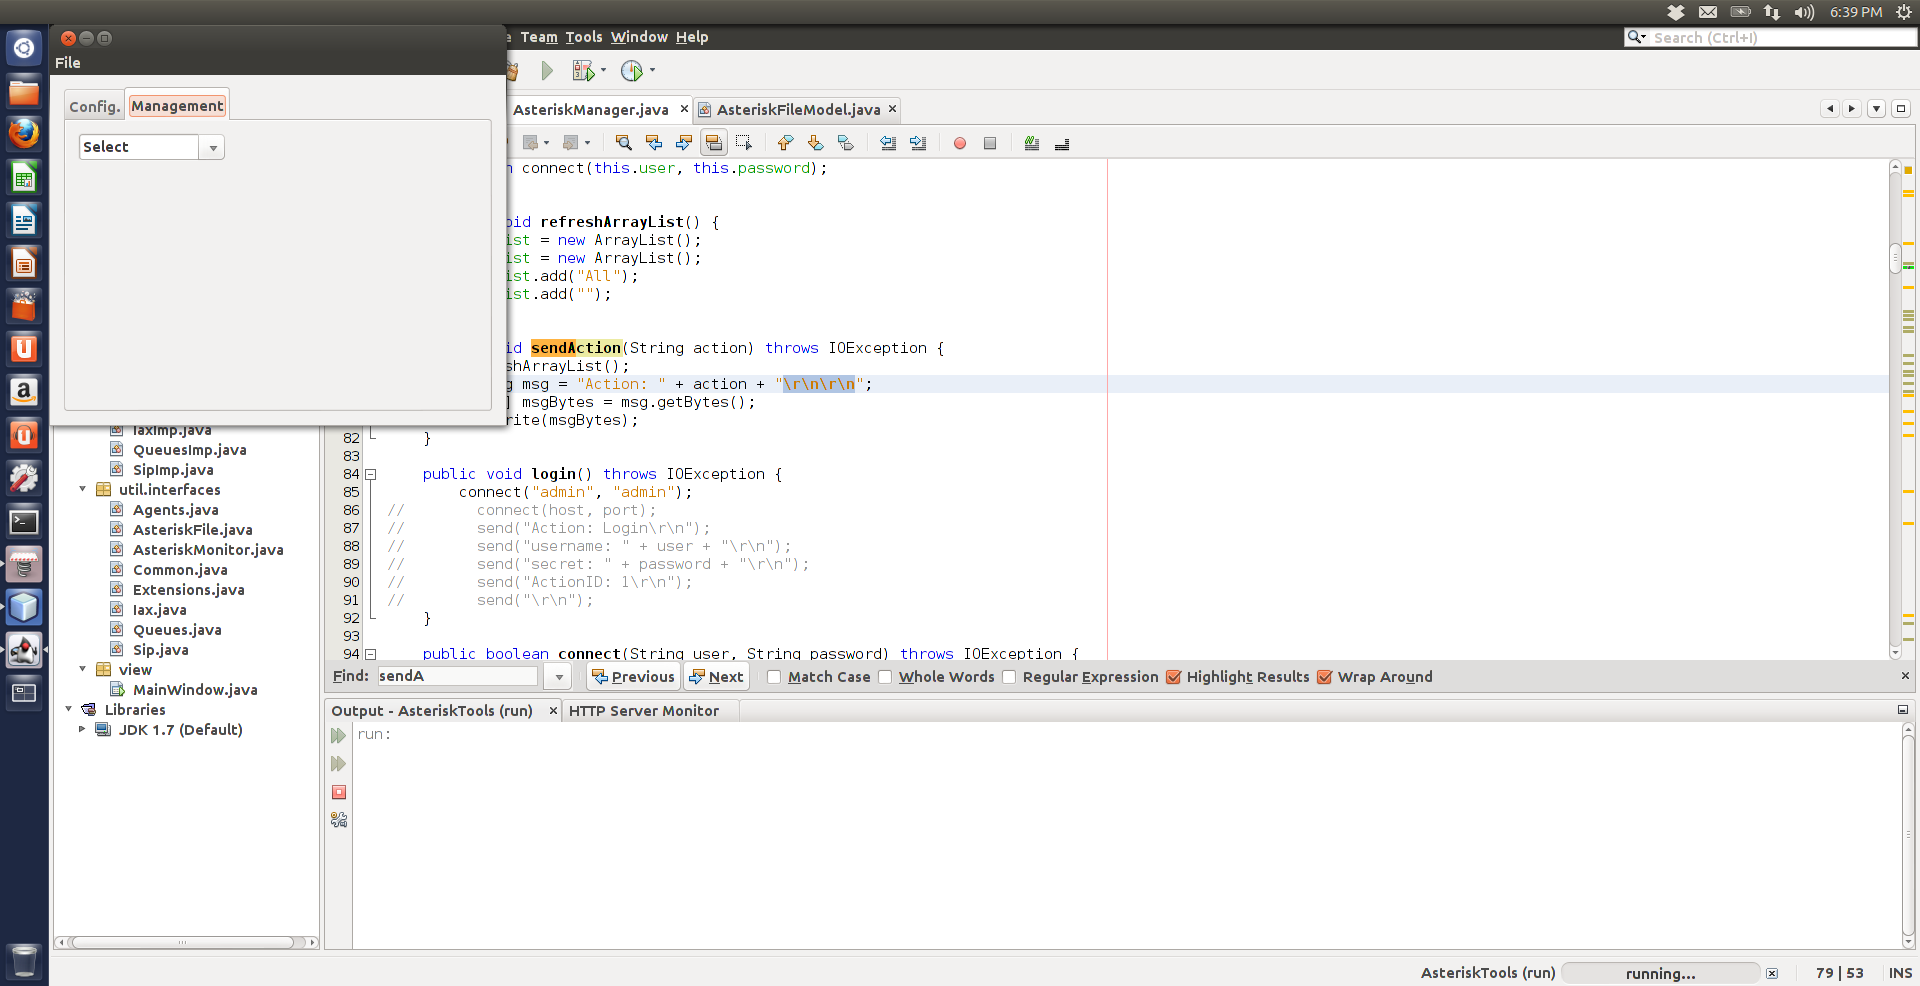 6:39 PM
File
Team Tools Window Help
Search (Ctrl+I)
Config. Management
Select
AsteriskManager.java
AsteriskFileModel.java
connect(this.user, this.password);
oid refreshArrayList() {
ist = new ArrayList();
ist = new ArrayList();
ist.add("All");
ist.add("");
id sendAction(String action) throws IOException {
shArrayList();
g msg = "Action: " + action + "\r\n\r\n";
] msgBytes = msg.getBytes();
rite(msgBytes);
82 }
83
84 public void login() throws IOException {
85 connect("admin", "admin");
86 // connect(host, port);
87 // send("Action: Login\r\n");
88 // send("username: " + user + "\r\n");
89 // send("secret: " + password + "\r\n");
90 // send("ActionID: 1\r\n");
91 // send("\r\n");
92 }
93
94 public boolean connect(String user, String password) throws IOException {
IaxImp.java
QueuesImp.java
SipImp.java
util.interfaces
Agents.java
AsteriskFile.java
AsteriskMonitor.java
Common.java
Extensions.java
Iax.java
Queues.java
Sip.java
view
MainWindow.java
Libraries
JDK 1.7 (Default)
Find: sendA Previous Next Match Case Whole Words Regular Expression Highlight Results Wrap Around
Output - AsteriskTools (run) HTTP Server Monitor
run:
AsteriskTools (run) running... 79 | 53 INS